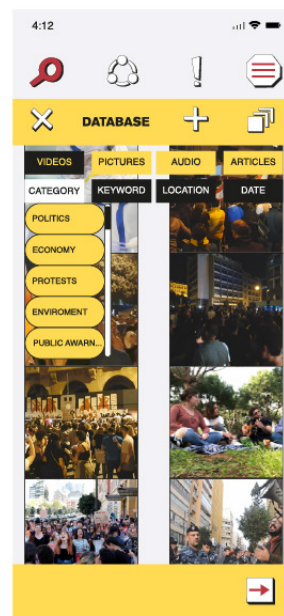 4:12
DATABASE
VIDEOS PICTURES AUDIO ARTICLES
CATEGORY KEYWORD LOCATION DATE
POLITICS
ECONOMY
PROTESTS
ENVIROMENT
PUBLIC AWARN...